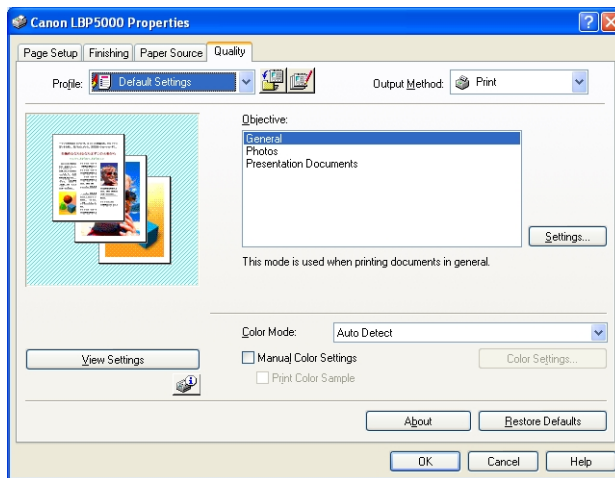 Canon LBP5000 Properties
Page Setup Finishing Paper Source Quality
Profile: Default Settings Output Method: Print
Objective:
General
Photos
Presentation Documents
Settings...
This mode is used when printing documents in general.
Color Mode: Auto Detect
View Settings Manual Color Settings Color Settings...
Print Color Sample
About Restore Defaults
OK Cancel Help